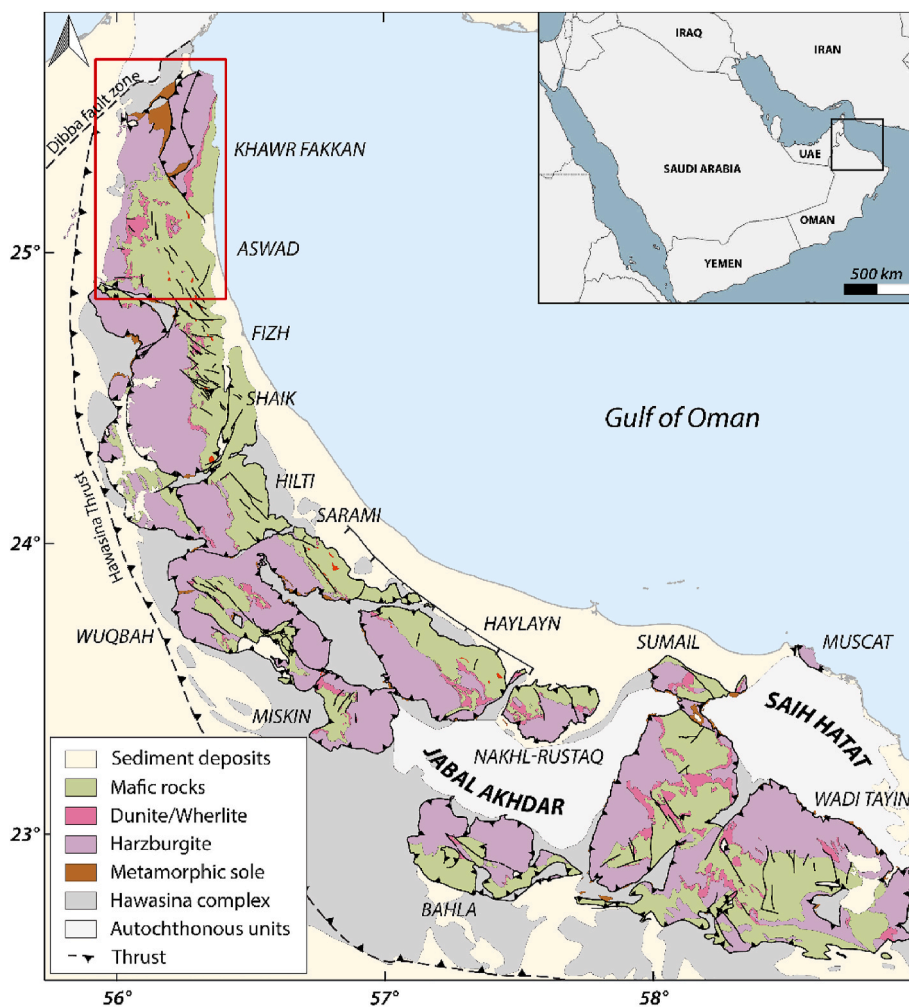 IRAQ
IRAN
SAUDI ARABIA
UAE
OMAN
YEMEN
500 km
Dibba fault zone
KHAWR FAKKAN
25°
ASWAD
FIZH
SHAIK
Gulf of Oman
HILTI
SARAMI
24°
Hawasina Thrust
WUQBAH
HAYLAYN
SUMAIL
MUSCAT
MISKIN
SAIH HATAT
NAKHL-RUSTAQ
JABAL AKHDAR
WADI TAYIN
23°
BAHLA
Sediment deposits
Mafic rocks
Dunite/Wherlite
Harzburgite
Metamorphic sole
Hawasina complex
Autochthonous units
Thrust
56°
57°
58°